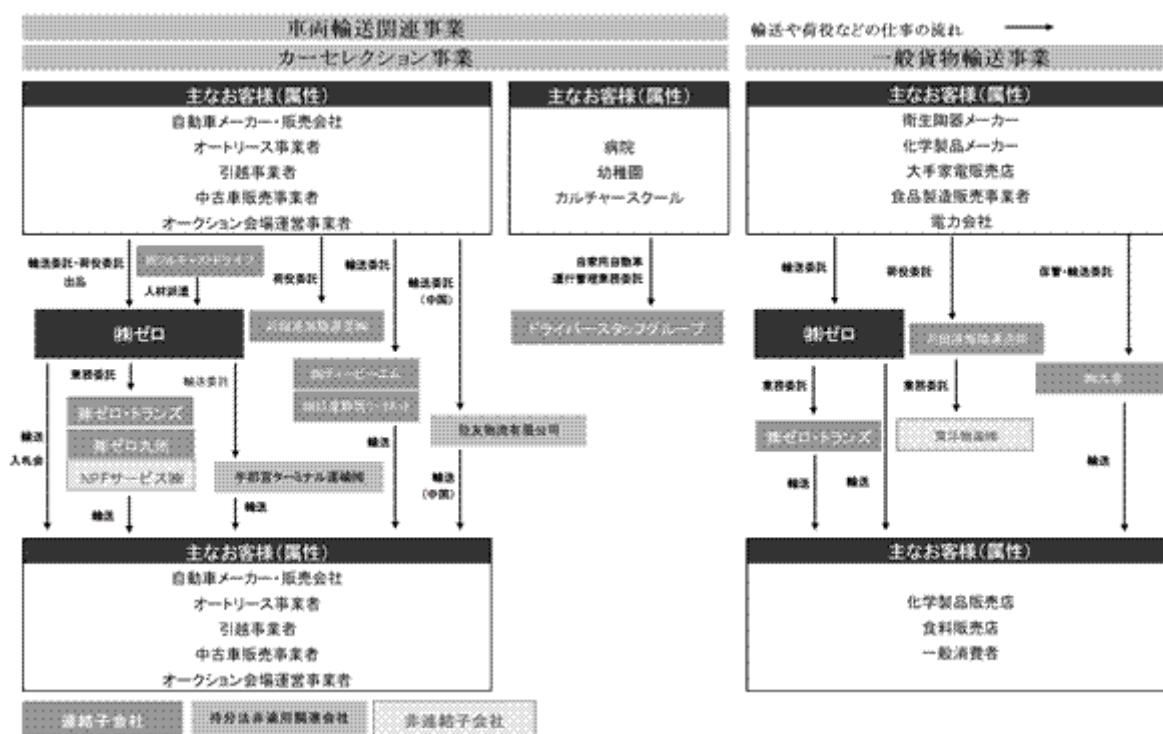 車両輸送関連事業
カーセレクション事業
輸送や荷役などの仕事の流れ
一般貨物輸送事業
主なお客様(属性)
自動車メーカー・販売会社
オートリース事業者
引越事業者
中古車販売事業者
オークション会場運営事業者
主なお客様(属性)
病院
幼稚園
カルチャースクール
主なお客様(属性)
衛生陶器メーカー
化学製品メーカー
大手家電販売店
食品製造販売事業者
電力会社
輸送委託・荷役委託
出品
人材派遣
荷役委託
輸送委託
輸送委託
(中国)
自家用自動車
運行管理業務委託
輸送委託
荷役委託
保管・輸送委託
㈱ゼロ
ドライバースタッフグループ
㈱ゼロ
業務委託
輸送委託
㈱ゼロ・トランズ
㈱ゼロ九州
NPFサービス㈱
宇都宮ターミナル運輸㈱
㈱ティービーエム
陸友物流有限公司
業務委託
業務委託
㈱ゼロ・トランズ
輸送
入札会
輸送
輸送
輸送
輸送
(中国)
輸送
輸送
輸送
主なお客様(属性)
自動車メーカー・販売会社
オートリース事業者
引越事業者
中古車販売事業者
オークション会場運営事業者
主なお客様(属性)
化学製品販売店
食料販売店
一般消費者
連結子会社
持分法非適用関連会社
非連結子会社